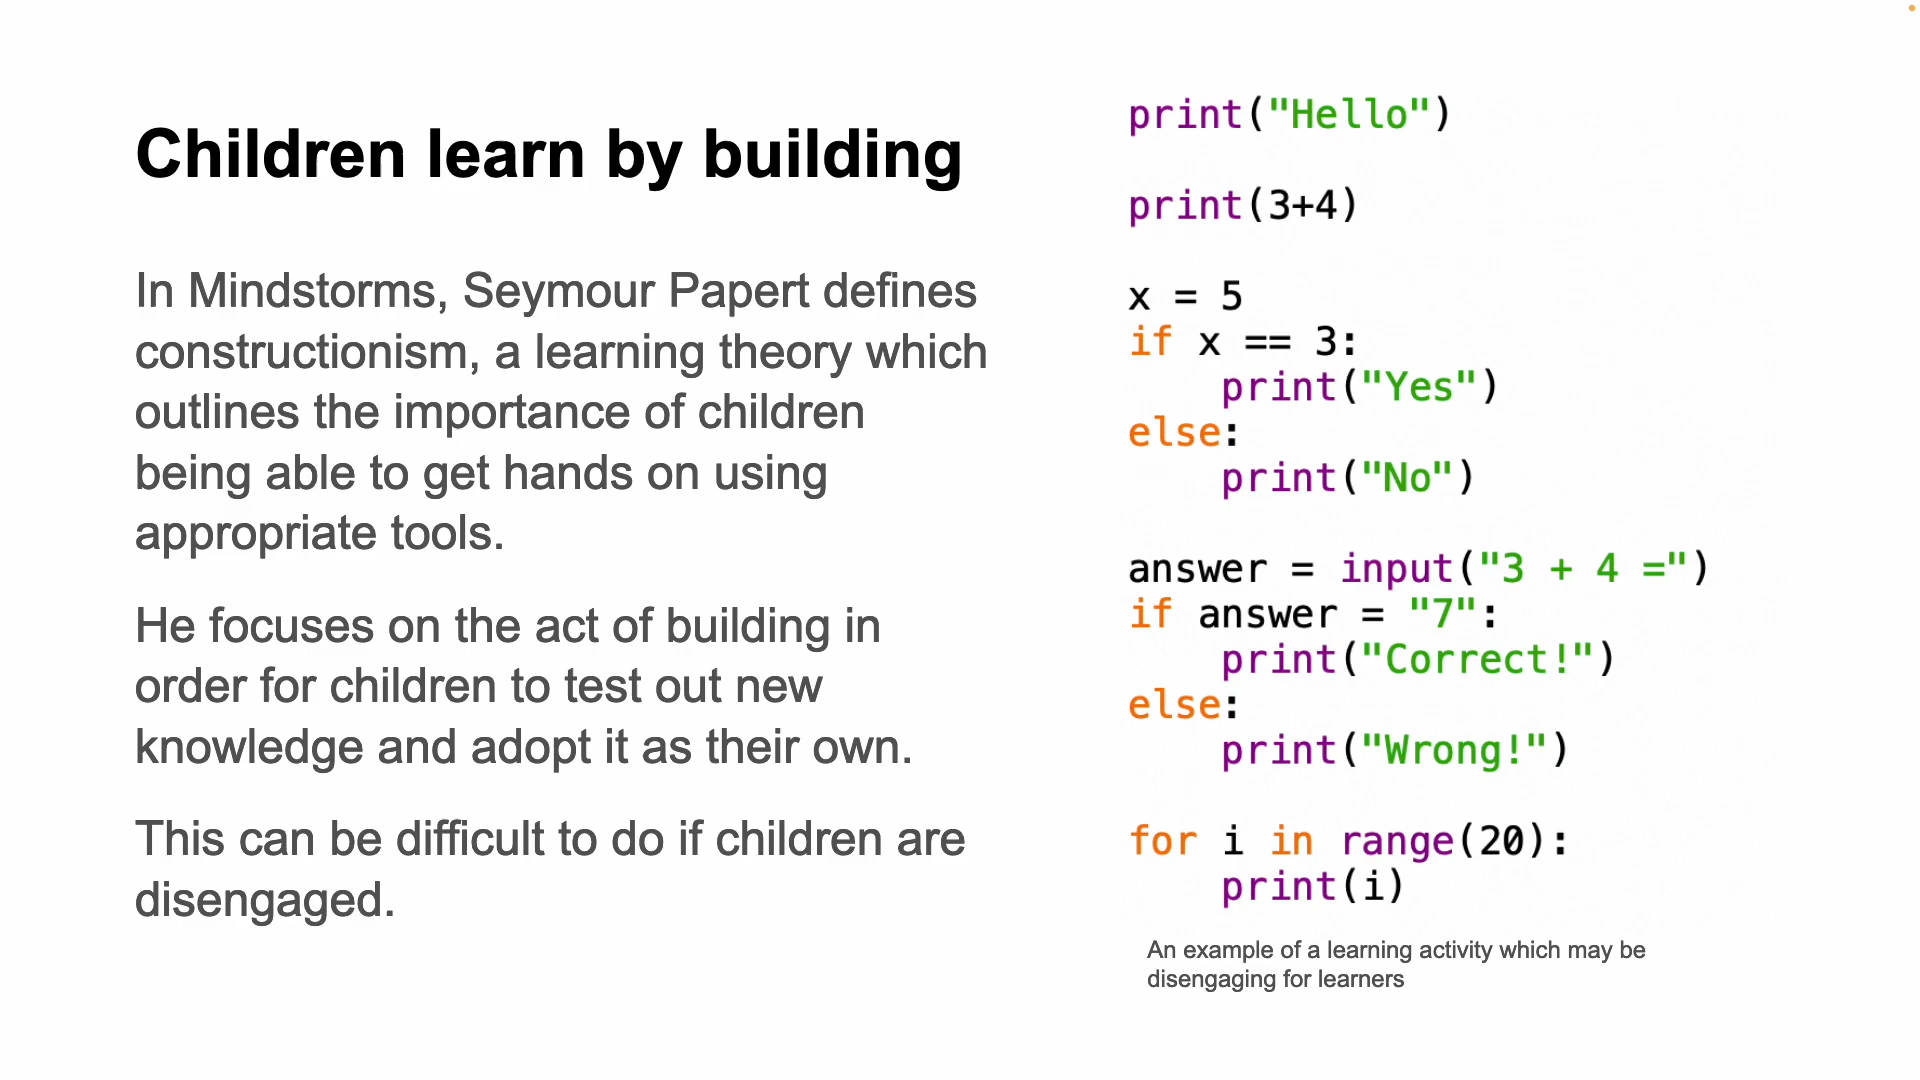 Children learn by building
In Mindstorms, Seymour Papert defines
constructionism, a learning theory which
outlines the importance of children
being able to get hands on using
appropriate tools.
He focuses on the act of building in
order for children to test out new
knowledge and adopt it as their own.
This can be difficult to do if children are
disengaged.
print("Hello")
print(3+4)
x = 5
if x == 3:
    print("Yes")
else:
    print("No")
answer = input("3 + 4 =")
if answer = "7":
    print("Correct!")
else:
    print("Wrong!")
for i in range(20):
    print(i)
An example of a learning activity which may be
disengaging for learners